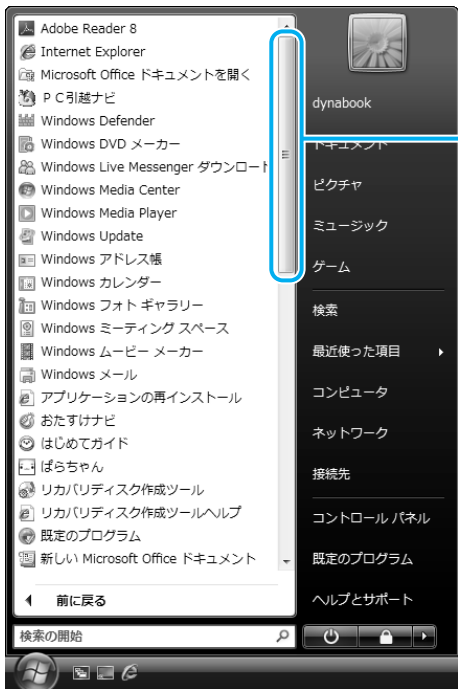 Adobe Reader 8
Internet Explorer
Microsoft Office ドキュメントを開く
ＰＣ引越ナビ
Windows Defender
Windows DVD メーカー
Windows Live Messenger ダウンロード
Windows Media Center
Windows Media Player
Windows Update
Windows アドレス帳
Windows カレンダー
Windows フォト ギャラリー
Windows ミーティング スペース
Windows ムービー メーカー
Windows メール
アプリケーションの再インストール
おたすけナビ
はじめてガイド
ぱらちゃん
リカバリディスク作成ツール
リカバリディスク作成ツールヘルプ
既定のプログラム
新しい Microsoft Office ドキュメント
前に戻る
検索の開始
dynabook
ドキュメント
ピクチャ
ミュージック
ゲーム
検索
最近使った項目
コンピュータ
ネットワーク
接続先
コントロール パネル
既定のプログラム
ヘルプとサポート